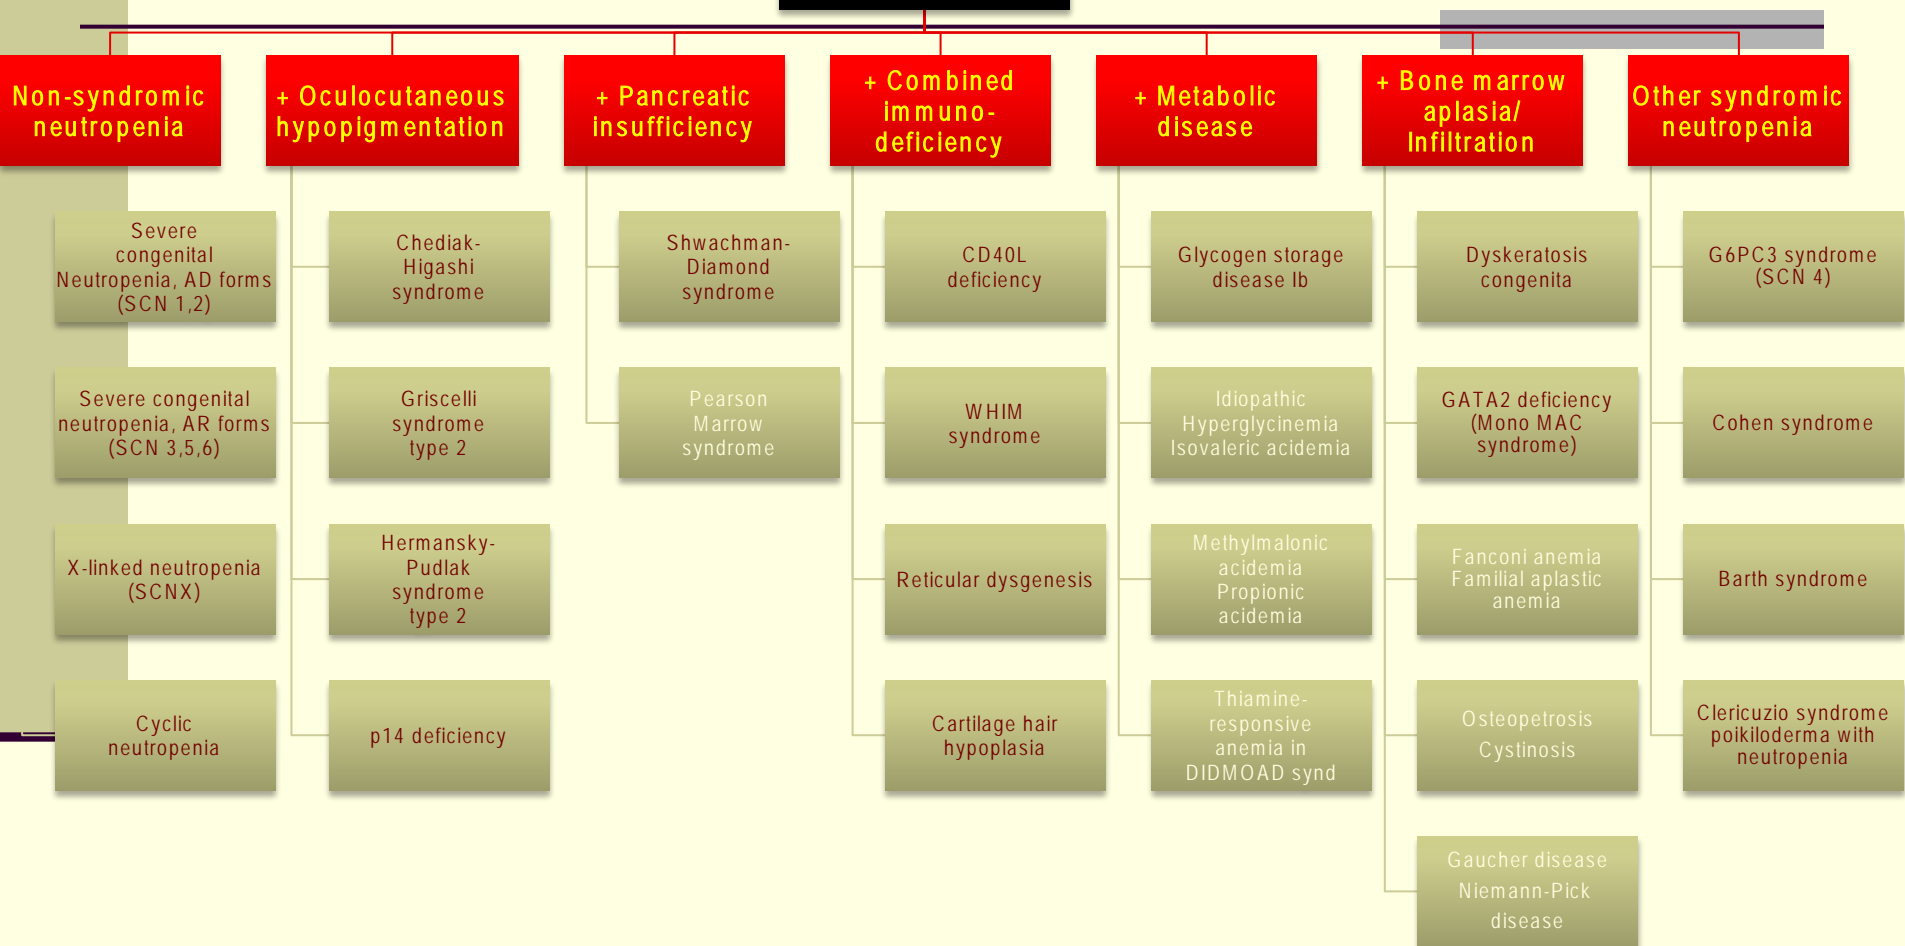 Non-syndromic
neutropenia
+ Oculocutaneous
hypopigmentation
+ Pancreatic
insufficiency
+ Combined
immuno-
deficiency
+ Metabolic
disease
+ Bone marrow
aplasia/
Infiltration
Other syndromic
neutropenia
Severe
congenital
Neutropenia, AD forms
(SCN 1,2)
Severe congenital
neutropenia, AR forms
(SCN 3,5,6)
X-linked neutropenia
(SCNX)
Cyclic
neutropenia
Chediak-
Higashi
syndrome
Griscelli
syndrome
type 2
Hermansky-
Pudlak
syndrome
type 2
p14 deficiency
Shwachman-
Diamond
syndrome
Pearson
Marrow
syndrome
CD40L
deficiency
WHIM
syndrome
Reticular dysgenesis
Cartilage hair
hypoplasia
Glycogen storage
disease Ib
Idiopathic
Hyperglycinemia
Isovaleric acidemia
Methylmalonic
acidemia
Propionic
acidemia
Thiamine-
responsive
anemia in
DIDMOAD synd
Dyskeratosis
congenita
GATA2 deficiency
(Mono MAC
syndrome)
Fanconi anemia
Familial aplastic
anemia
Osteopetrosis
Cystinosis
Gaucher disease
Niemann-Pick
disease
G6PC3 syndrome
(SCN 4)
Cohen syndrome
Barth syndrome
Clericuzio syndrome
poikiloderma with
neutropenia